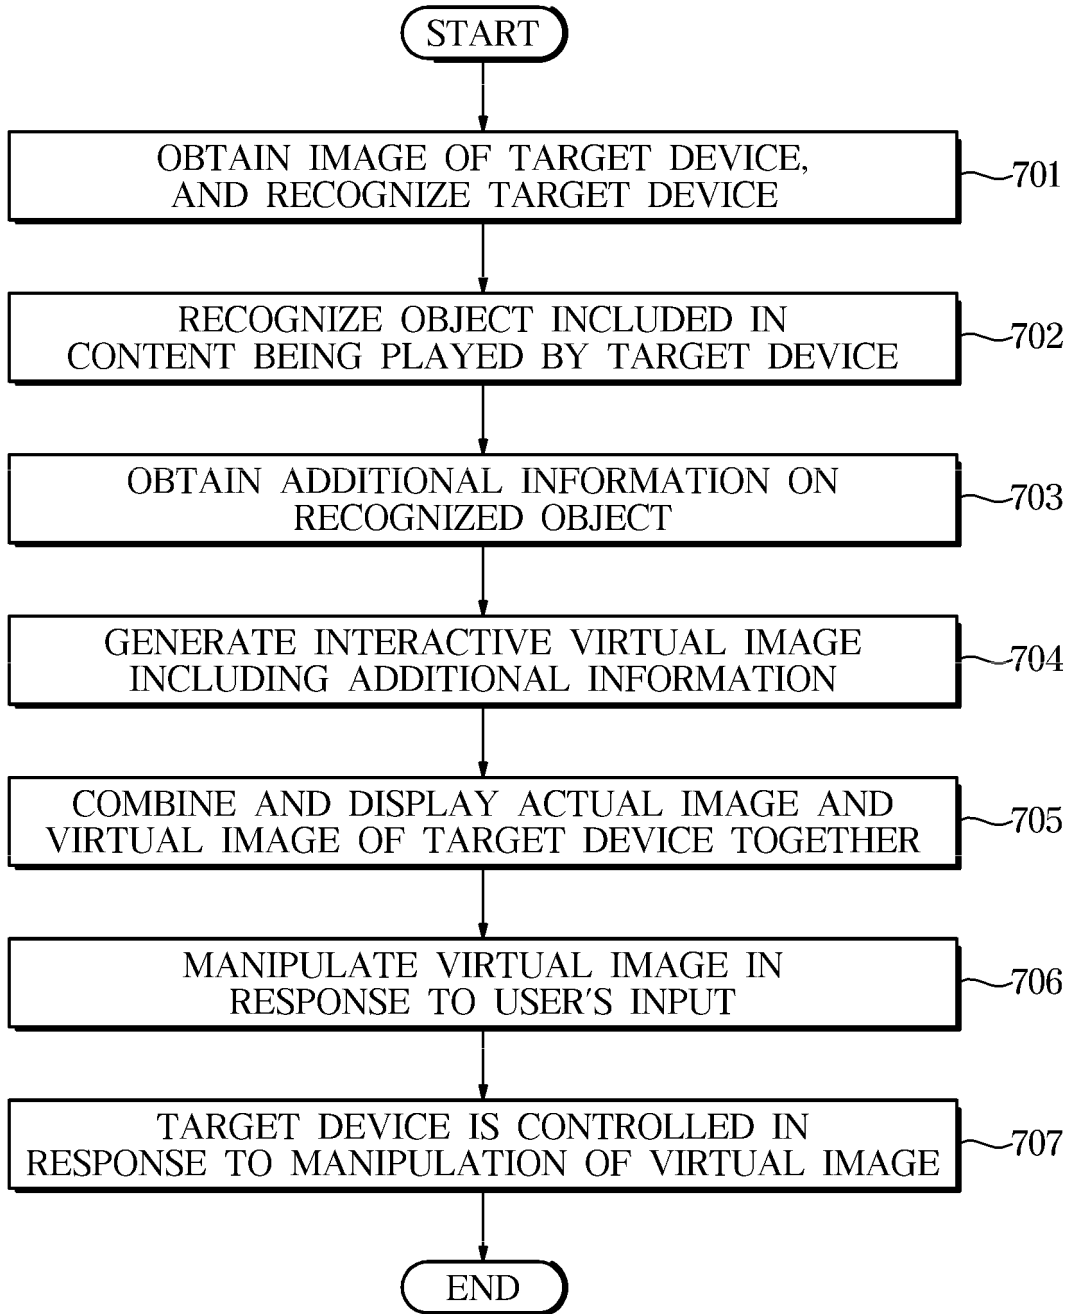 START
OBTAIN IMAGE OF TARGET DEVICE,
AND RECOGNIZE TARGET DEVICE
701
RECOGNIZE OBJECT INCLUDED IN
CONTENT BEING PLAYED BY TARGET DEVICE
702
OBTAIN ADDITIONAL INFORMATION ON
RECOGNIZED OBJECT
703
GENERATE INTERACTIVE VIRTUAL IMAGE
INCLUDING ADDITIONAL INFORMATION
704
COMBINE AND DISPLAY ACTUAL IMAGE AND
VIRTUAL IMAGE OF TARGET DEVICE TOGETHER
705
MANIPULATE VIRTUAL IMAGE IN
RESPONSE TO USER'S INPUT
706
TARGET DEVICE IS CONTROLLED IN
RESPONSE TO MANIPULATION OF VIRTUAL IMAGE
707
END